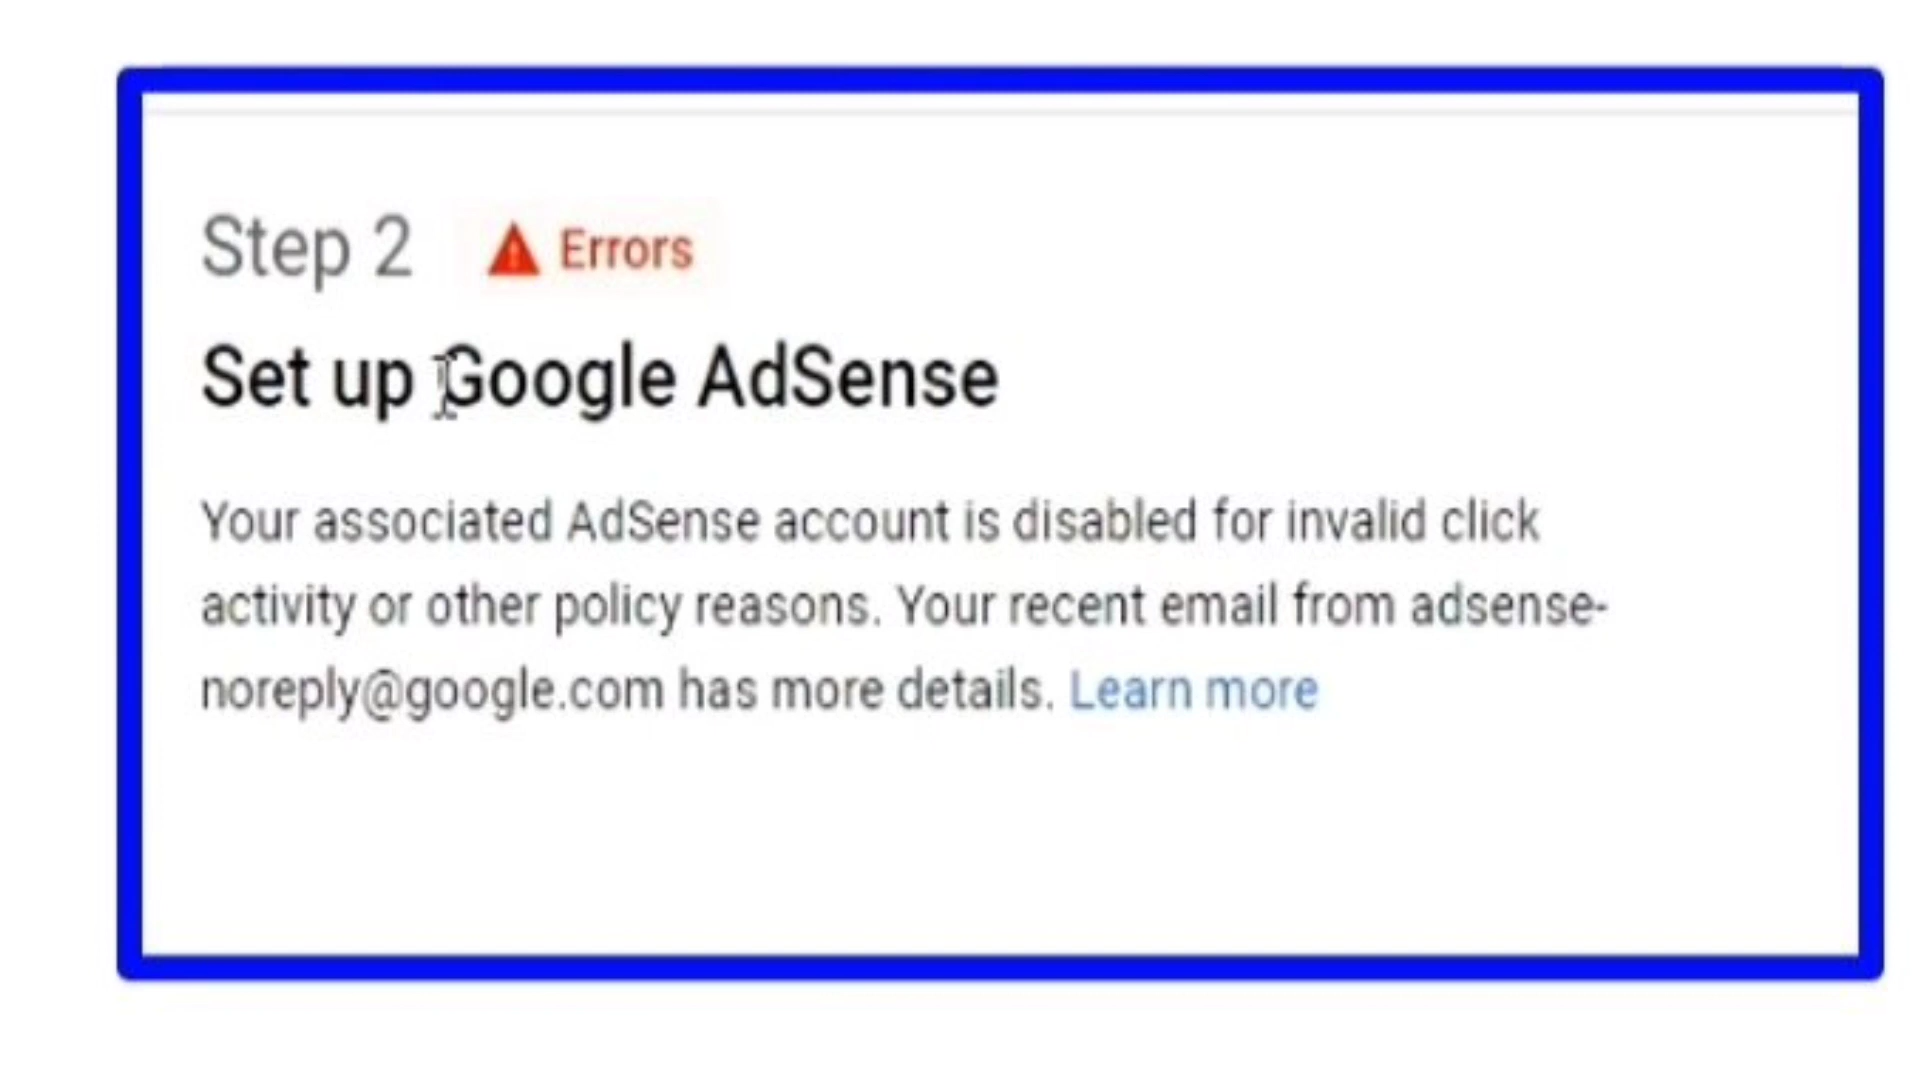 Step 2 Errors
Set up Google AdSense
Your associated AdSense account is disabled for invalid click
activity or other policy reasons. Your recent email from adsense-
noreply@google.com has more details. Learn more